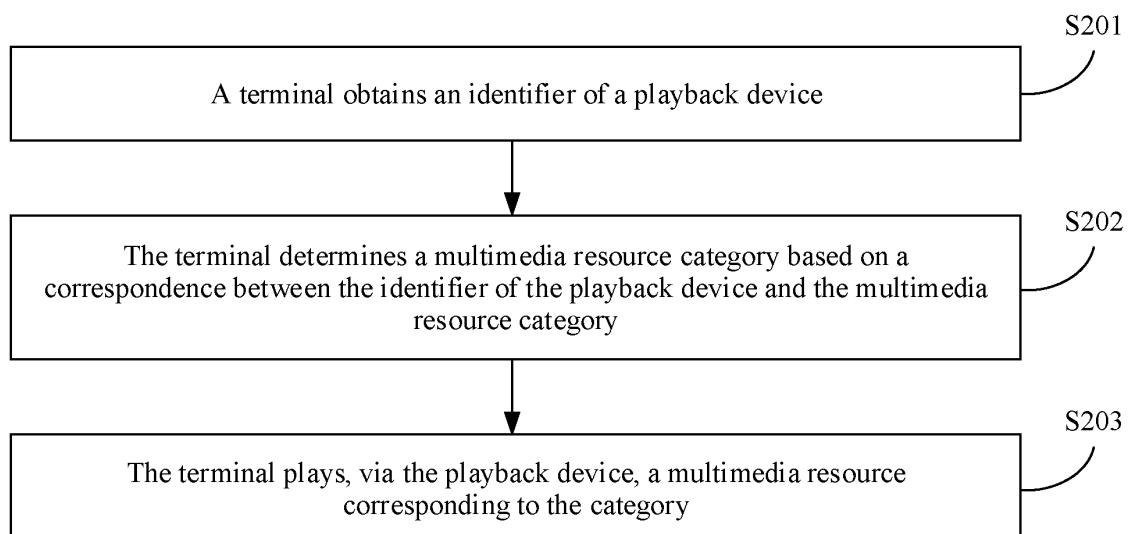 S201
A terminal obtains an identifier of a playback device
S202
The terminal determines a multimedia resource category based on a
correspondence between the identifier of the playback device and the multimedia
resource category
S203
The terminal plays, via the playback device, a multimedia resource
corresponding to the category